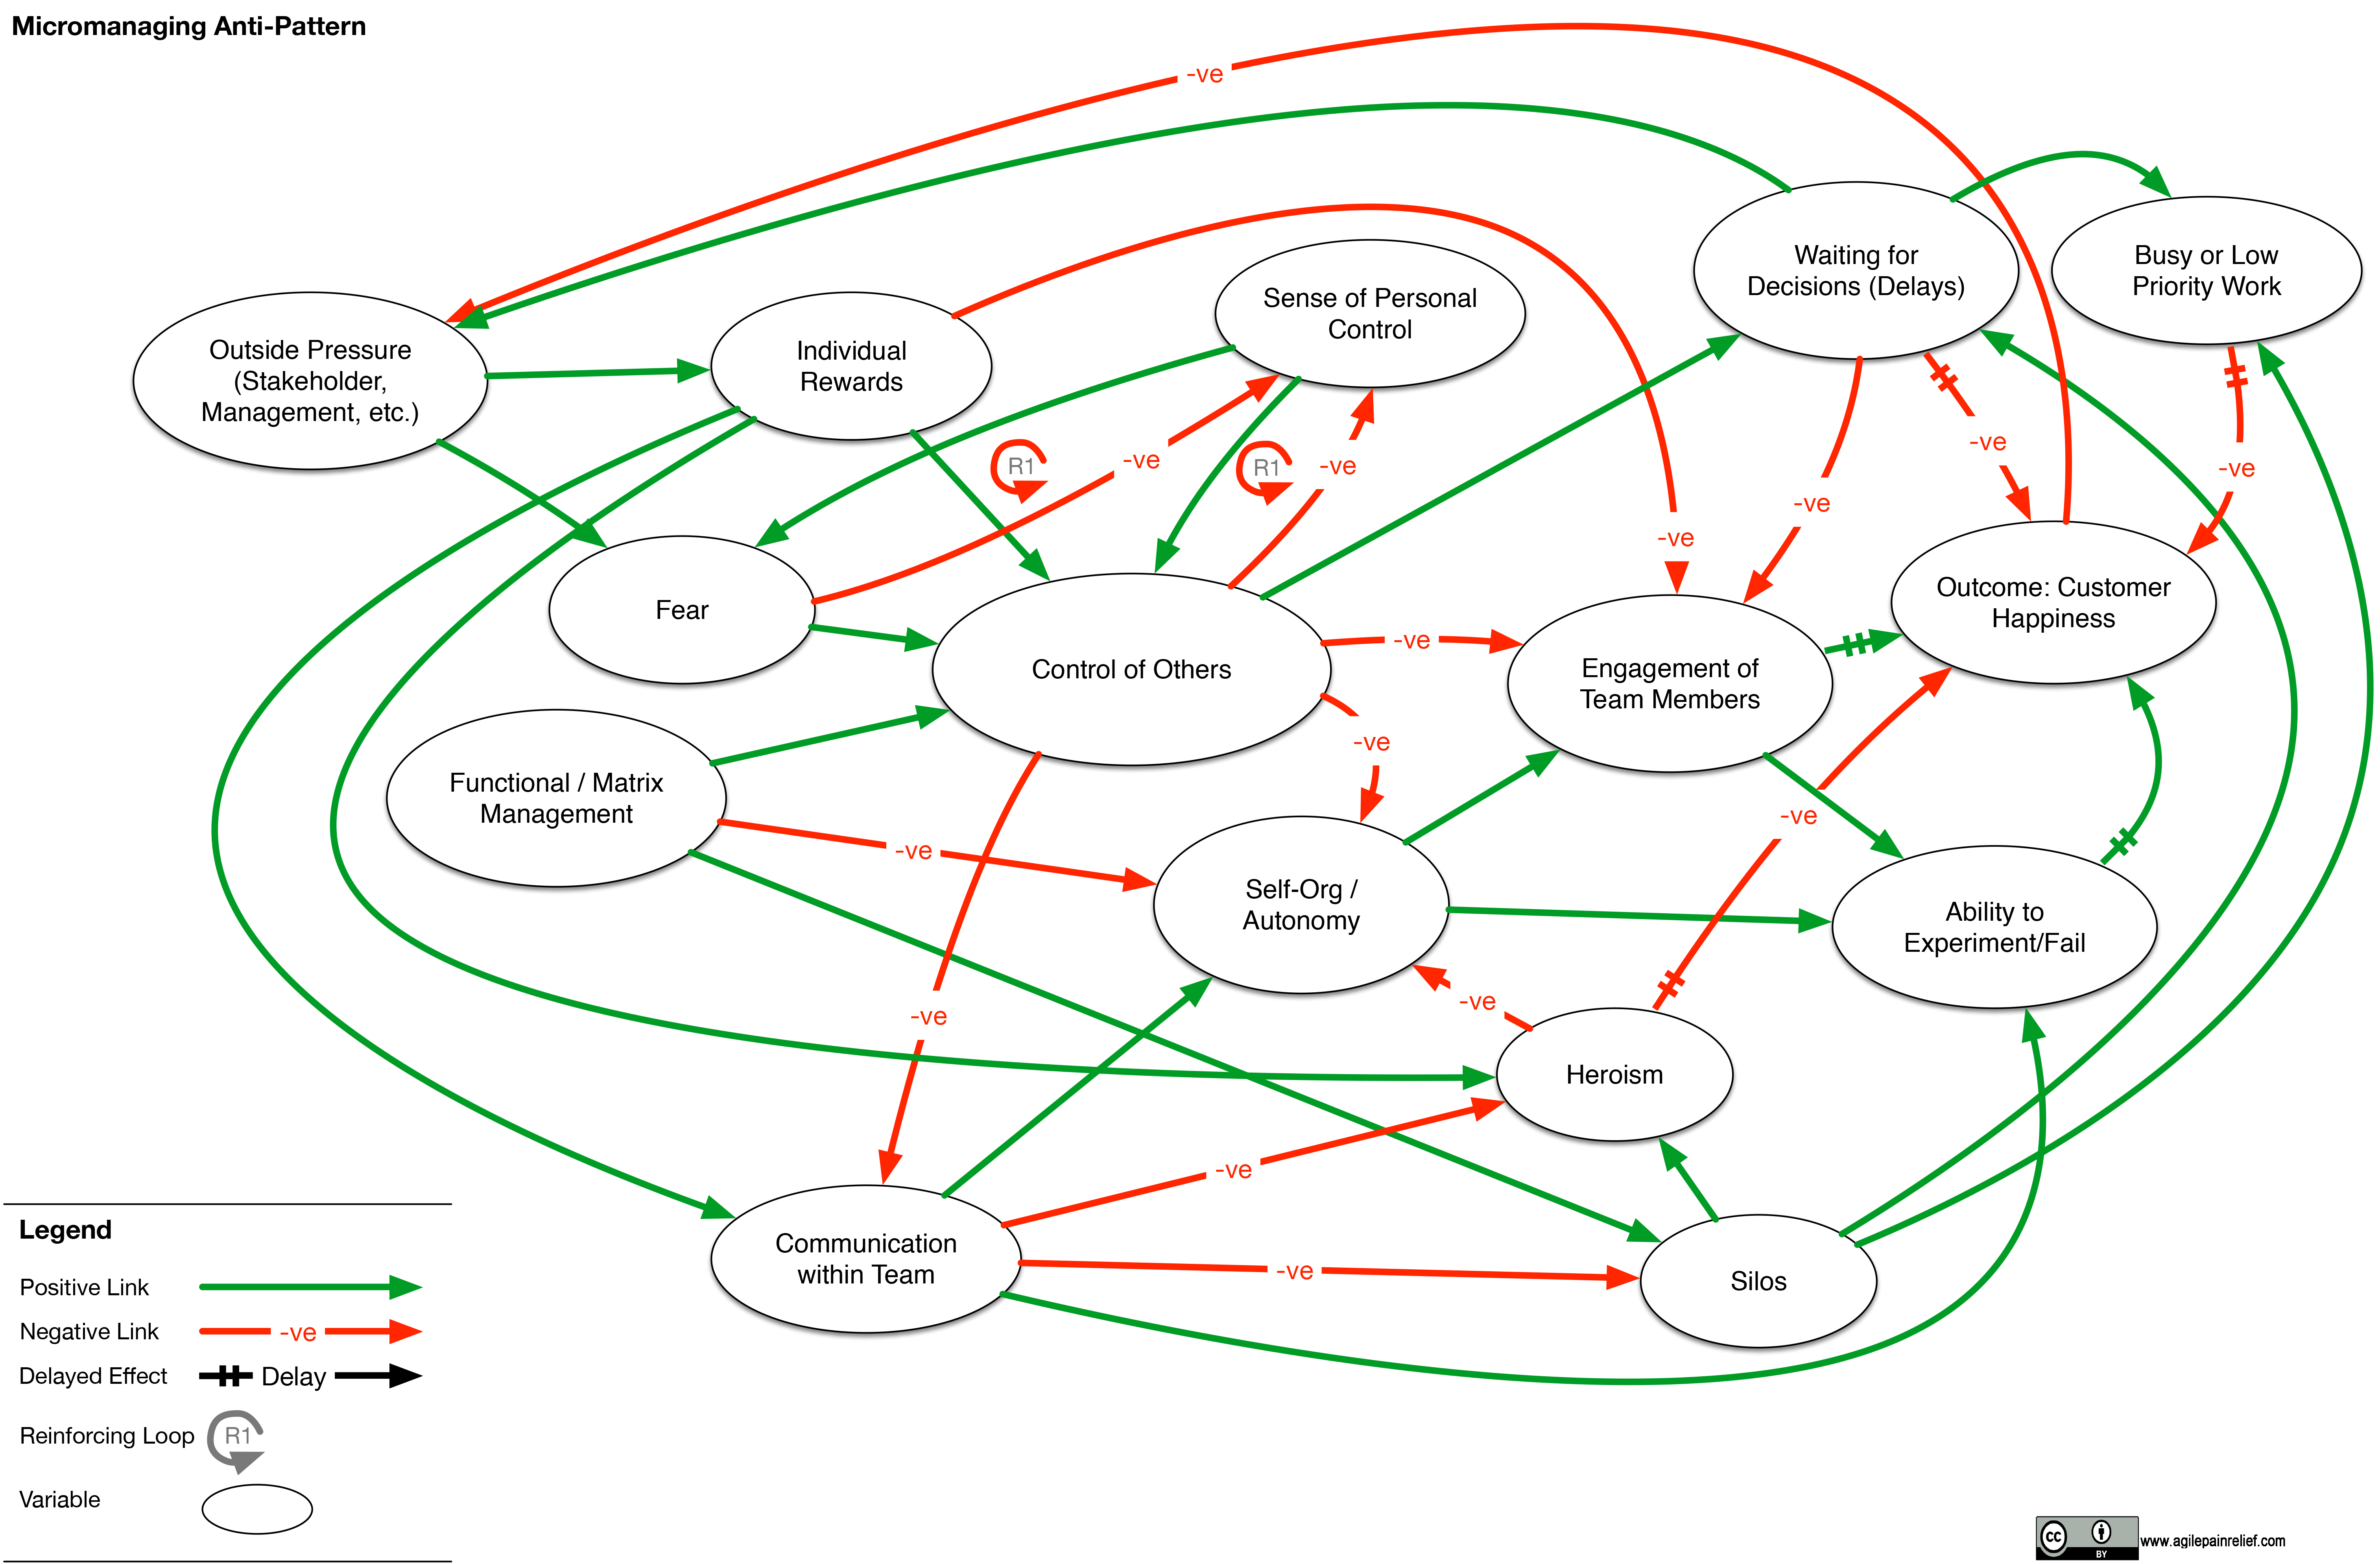 Micromanaging Anti-Pattern
-ve
Waiting for
Decisions (Delays)
Busy or Low
Priority Work
Sense of Personal
Control
Outside Pressure
(Stakeholder,
Management, etc.)
Individual
Rewards
R1
-ve
R1
-ve
-ve
-ve
-ve
-ve
Fear
Control of Others
-ve
Engagement of
Team Members
Outcome: Customer
Happiness
-ve
Functional / Matrix
Management
-ve
-ve
Self-Org /
Autonomy
Ability to
Experiment/Fail
-ve
-ve
Heroism
-ve
Communication
within Team
-ve
Silos
Legend
Positive Link
Negative Link -ve
Delayed Effect Delay
Reinforcing Loop R1
Variable
cc BY www.agilepainrelief.com